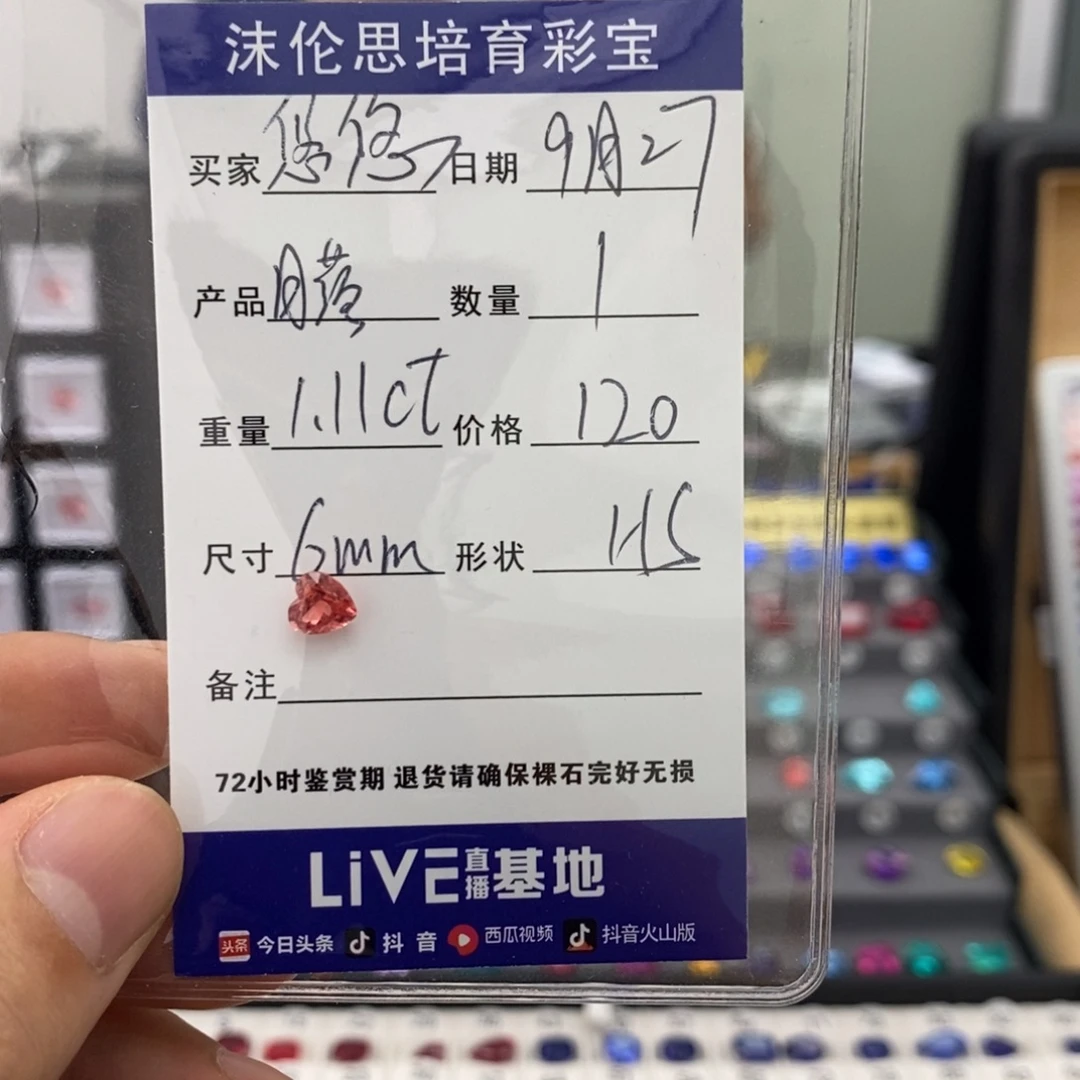 沫伦思培育彩宝
买家 悠悠 日期 9月27
产品 日落 数量 1
重量 1.11ct 价格 120
尺寸 6mm 形状 HS
备注
72小时鉴赏期 退货请确保裸石完好无损
LiVE直播基地
头条 今日头条 抖音 西瓜视频 抖音火山版